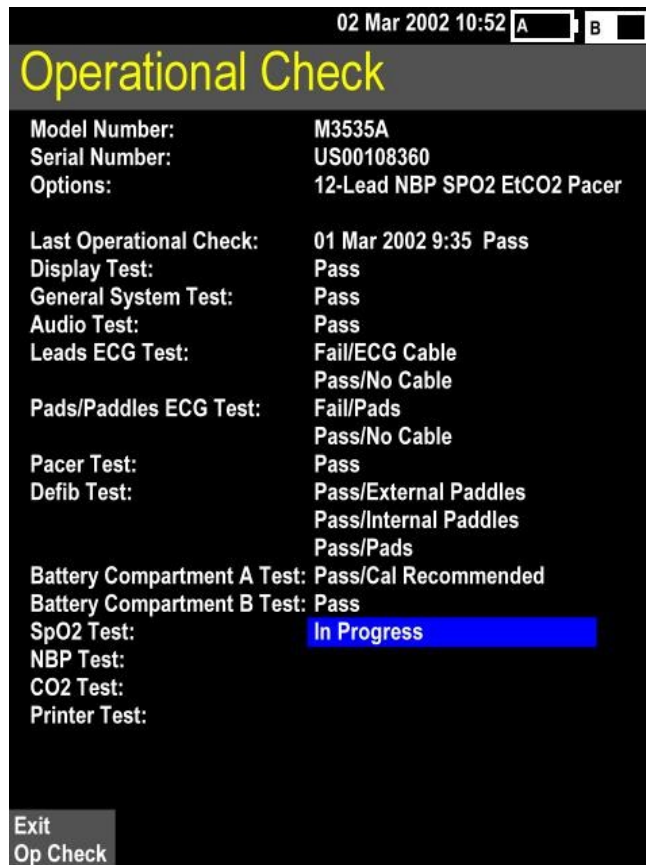 02 Mar 2002 10:52 A B
Operational Check
Model Number: M3535A
Serial Number: US00108360
Options: 12-Lead NBP SPO2 EtCO2 Pacer
Last Operational Check: 01 Mar 2002 9:35 Pass
Display Test: Pass
General System Test: Pass
Audio Test: Pass
Leads ECG Test: Fail/ECG Cable
Pass/No Cable
Pads/Paddles ECG Test: Fail/Pads
Pass/No Cable
Pacer Test: Pass
Defib Test: Pass/External Paddles
Pass/Internal Paddles
Pass/Pads
Battery Compartment A Test: Pass/Cal Recommended
Battery Compartment B Test: Pass
SpO2 Test: In Progress
NBP Test:
CO2 Test:
Printer Test:
Exit
Op Check